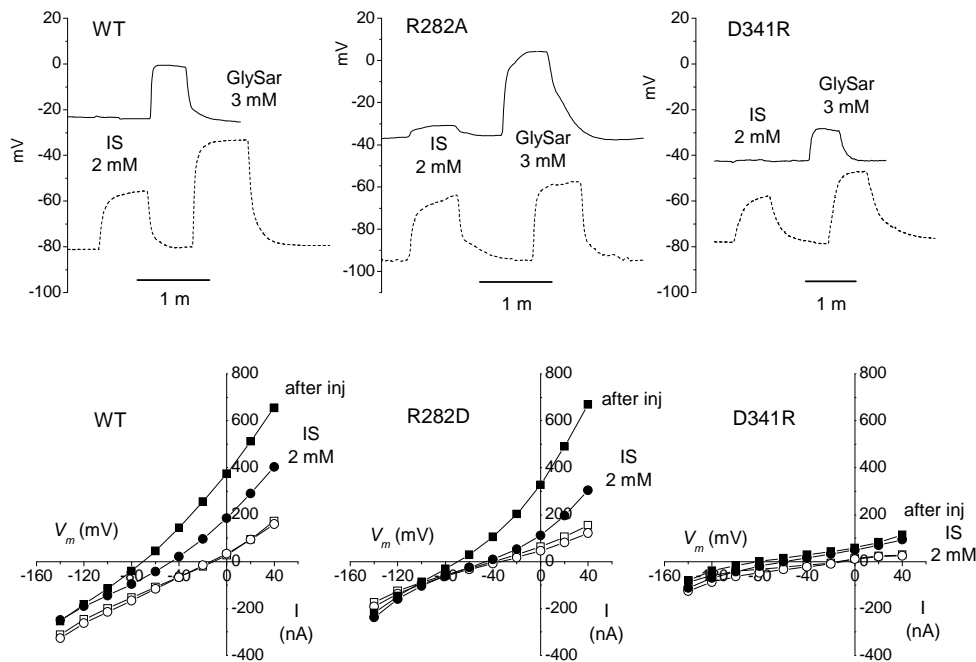 WT
R282A
D341R
20
0
-20
-40
-60
-80
-100
mV
IS
2 mM
GlySar
3 mM
1 m
40
20
0
-20
-40
-60
-80
-100
mV
IS
2 mM
GlySar
3 mM
1 m
20
0
-20
-40
-60
-80
-100
mV
IS
2 mM
GlySar
3 mM
1 m
WT
800
600
400
200
0
-200
-400
after inj
IS
2 mM
Vm (mV)
-160 -120 -80 -40 0 40
I
(nA)
R282D
800
600
400
200
0
-200
-400
after inj
IS
2 mM
Vm (mV)
-160 -120 -80 -40 0 40
I
(nA)
D341R
800
600
400
200
0
-200
-400
after inj
IS
2 mM
Vm (mV)
-160 -120 -80 -40 0 40
I
(nA)